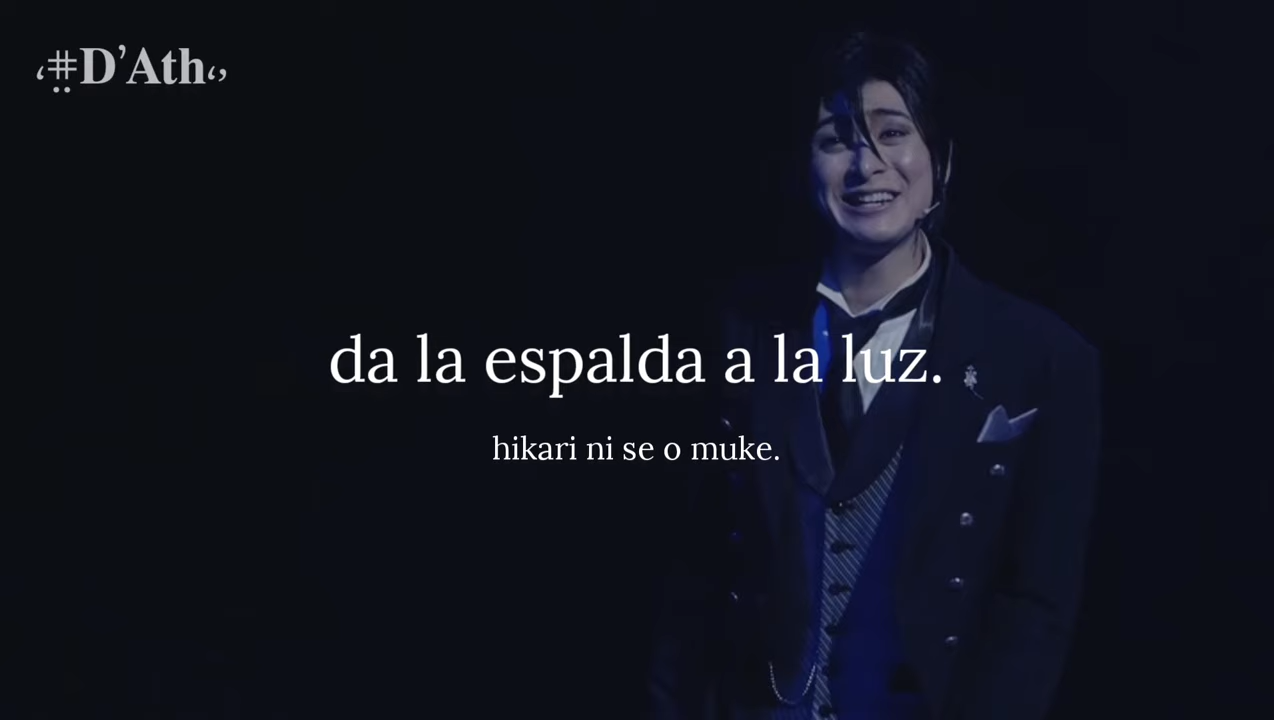 #D’Ath
da la espalda a la luz.
hikari ni se o muke.